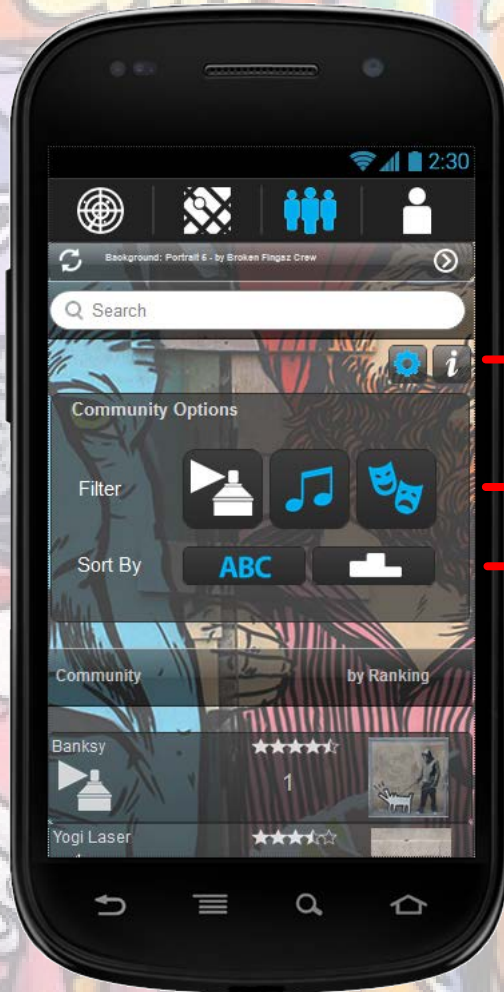 2:30
Background: Portrait 6 - by Broken Fingaz Crew
Search
i
Community Options
Filter
Sort By
ABC
Community by Ranking
Banksy
1
Yogi Laser